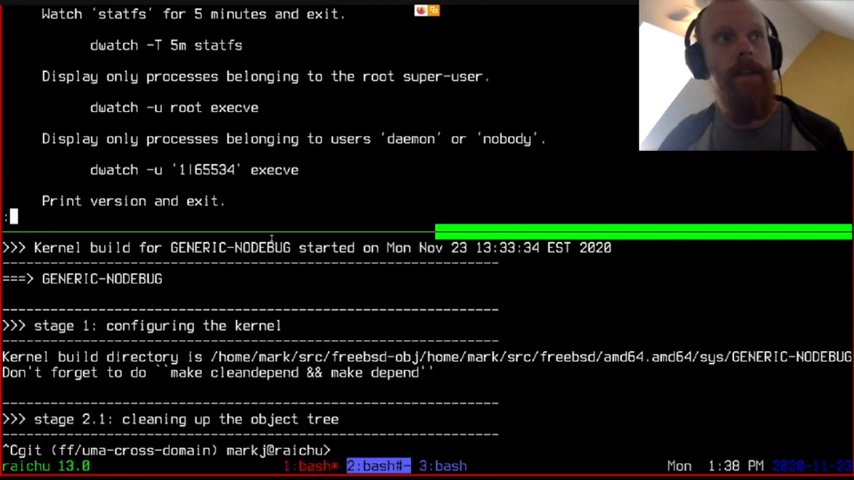 Watch 'statfs' for 5 minutes and exit.
dwatch -T 5m statfs
Display only processes belonging to the root super-user.
dwatch -u root execve
Display only processes belonging to users 'daemon' or 'nobody'.
dwatch -u '1|65534' execve
Print version and exit.
:
>>> Kernel build for GENERIC-NODEBUG started on Mon Nov 23 13:33:34 EST 2020
--------------------------------------------------------------
===> GENERIC-NODEBUG
--------------------------------------------------------------
>>> stage 1: configuring the kernel
--------------------------------------------------------------
Kernel build directory is /home/mark/src/freebsd-obj/home/mark/src/freebsd/amd64.amd64/sys/GENERIC-NODEBUG
Don't forget to do ``make cleandepend && make depend''
--------------------------------------------------------------
>>> stage 2.1: cleaning up the object tree
--------------------------------------------------------------
^Cgit (ff/uma-cross-domain) markj@raichu>
raichu 13.0 1:bash* 2:bash#- 3:bash Mon 1:38 PM 2020-11-23